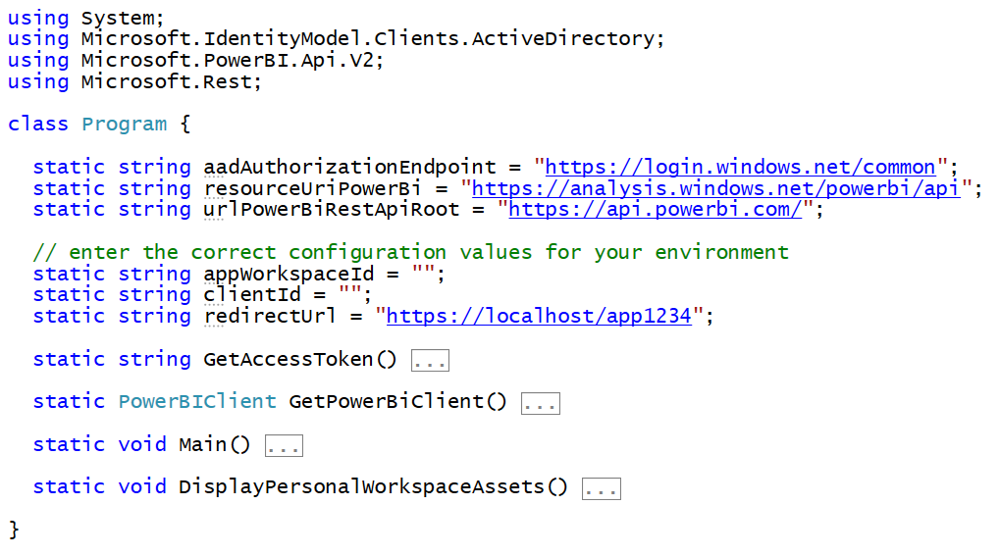 using System;
using Microsoft.IdentityModel.Clients.ActiveDirectory;
using Microsoft.PowerBI.Api.V2;
using Microsoft.Rest;
class Program {
static string aadAuthorizationEndpoint = "https://login.windows.net/common";
static string resourceUriPowerBi = "https://analysis.windows.net/powerbi/api";
static string urlPowerBiRestApiRoot = "https://api.powerbi.com/";
// enter the correct configuration values for your environment
static string appWorkspaceId = "";
static string clientId = "";
static string redirectUrl = "https://localhost/app1234";
static string GetAccessToken() ...
static PowerBIClient GetPowerBiClient() ...
static void Main() ...
static void DisplayPersonalWorkspaceAssets() ...
}